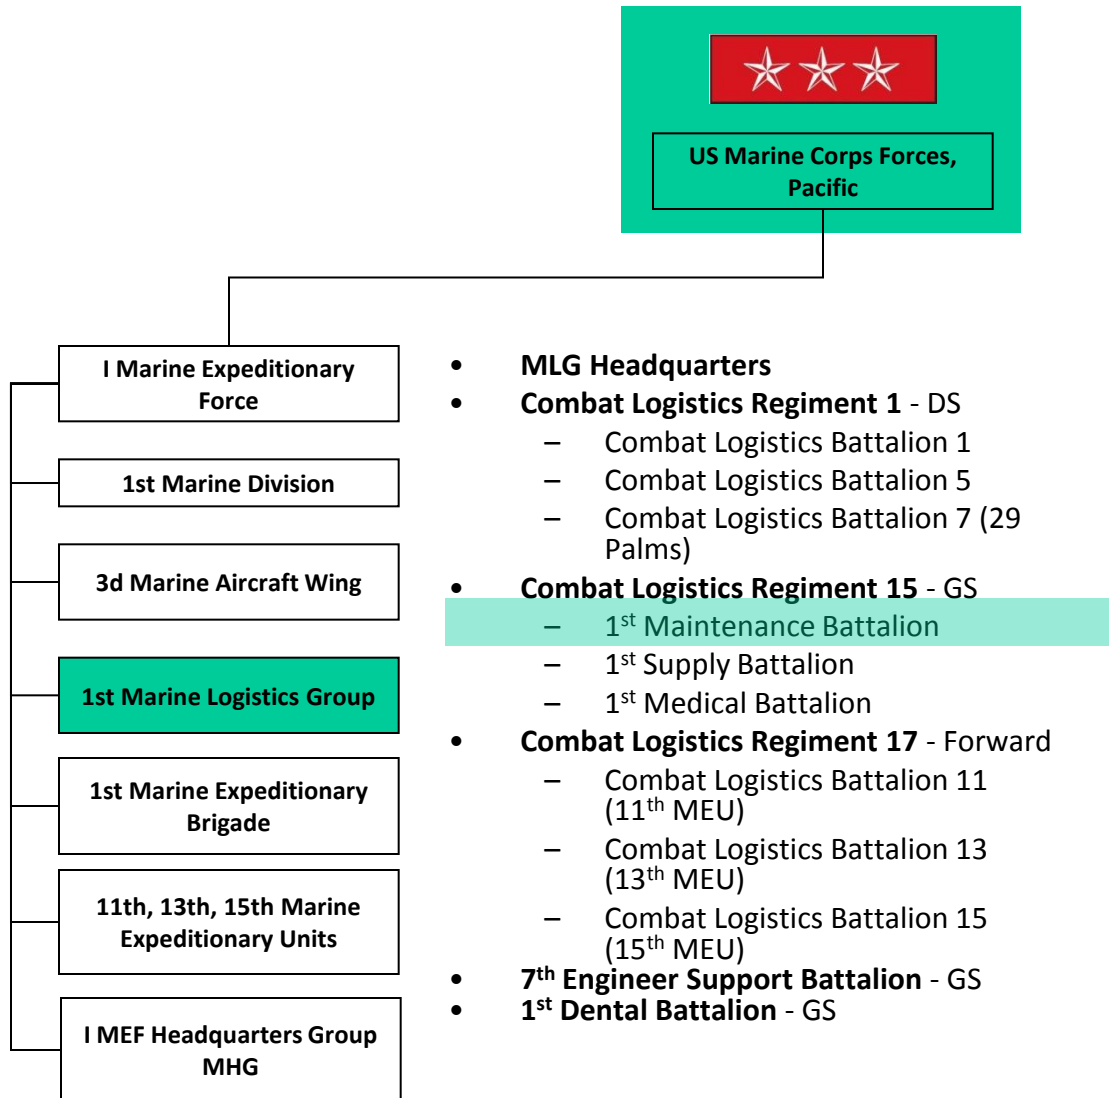 US Marine Corps Forces,
Pacific
I Marine Expeditionary
Force
1st Marine Division
3d Marine Aircraft Wing
1st Marine Logistics Group
1st Marine Expeditionary
Brigade
11th, 13th, 15th Marine
Expeditionary Units
I MEF Headquarters Group
MHG
• MLG Headquarters
• Combat Logistics Regiment 1 - DS
– Combat Logistics Battalion 1
– Combat Logistics Battalion 5
– Combat Logistics Battalion 7 (29
Palms)
• Combat Logistics Regiment 15 - GS
– 1st Maintenance Battalion
– 1st Supply Battalion
– 1st Medical Battalion
• Combat Logistics Regiment 17 - Forward
– Combat Logistics Battalion 11
(11th MEU)
– Combat Logistics Battalion 13
(13th MEU)
– Combat Logistics Battalion 15
(15th MEU)
• 7th Engineer Support Battalion - GS
• 1st Dental Battalion - GS